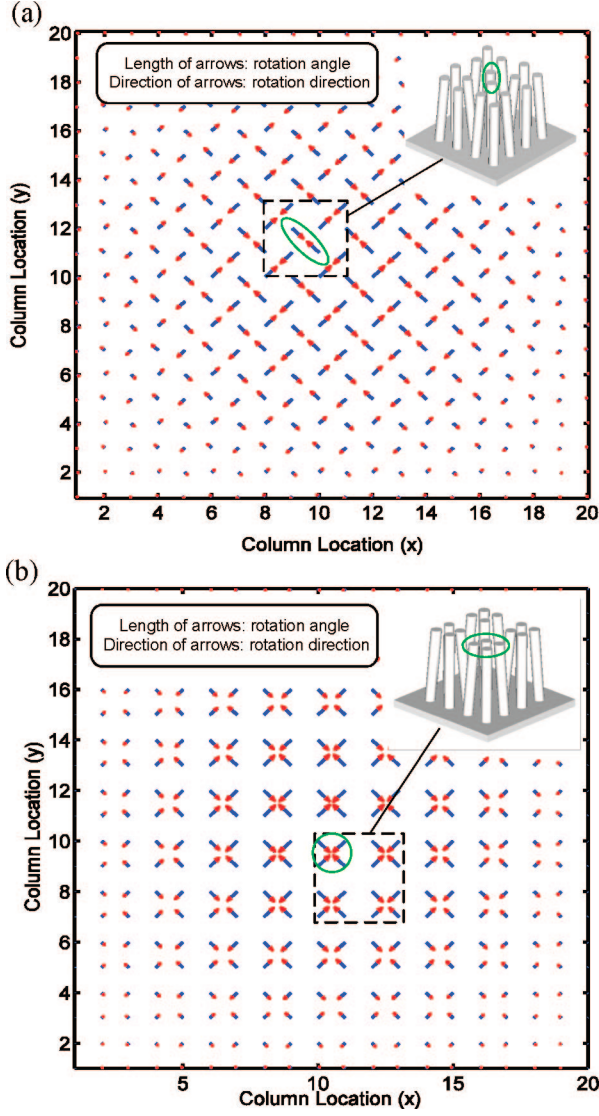 (a)
20
18
16
14
12
10
8
6
4
2
Column Location (y)
Length of arrows: rotation angle
Direction of arrows: rotation direction
2 4 6 8 10 12 14 16 18 20
Column Location (x)
(b)
20
18
16
14
12
10
8
6
4
2
Column Location (y)
Length of arrows: rotation angle
Direction of arrows: rotation direction
5 10 15 20
Column Location (x)